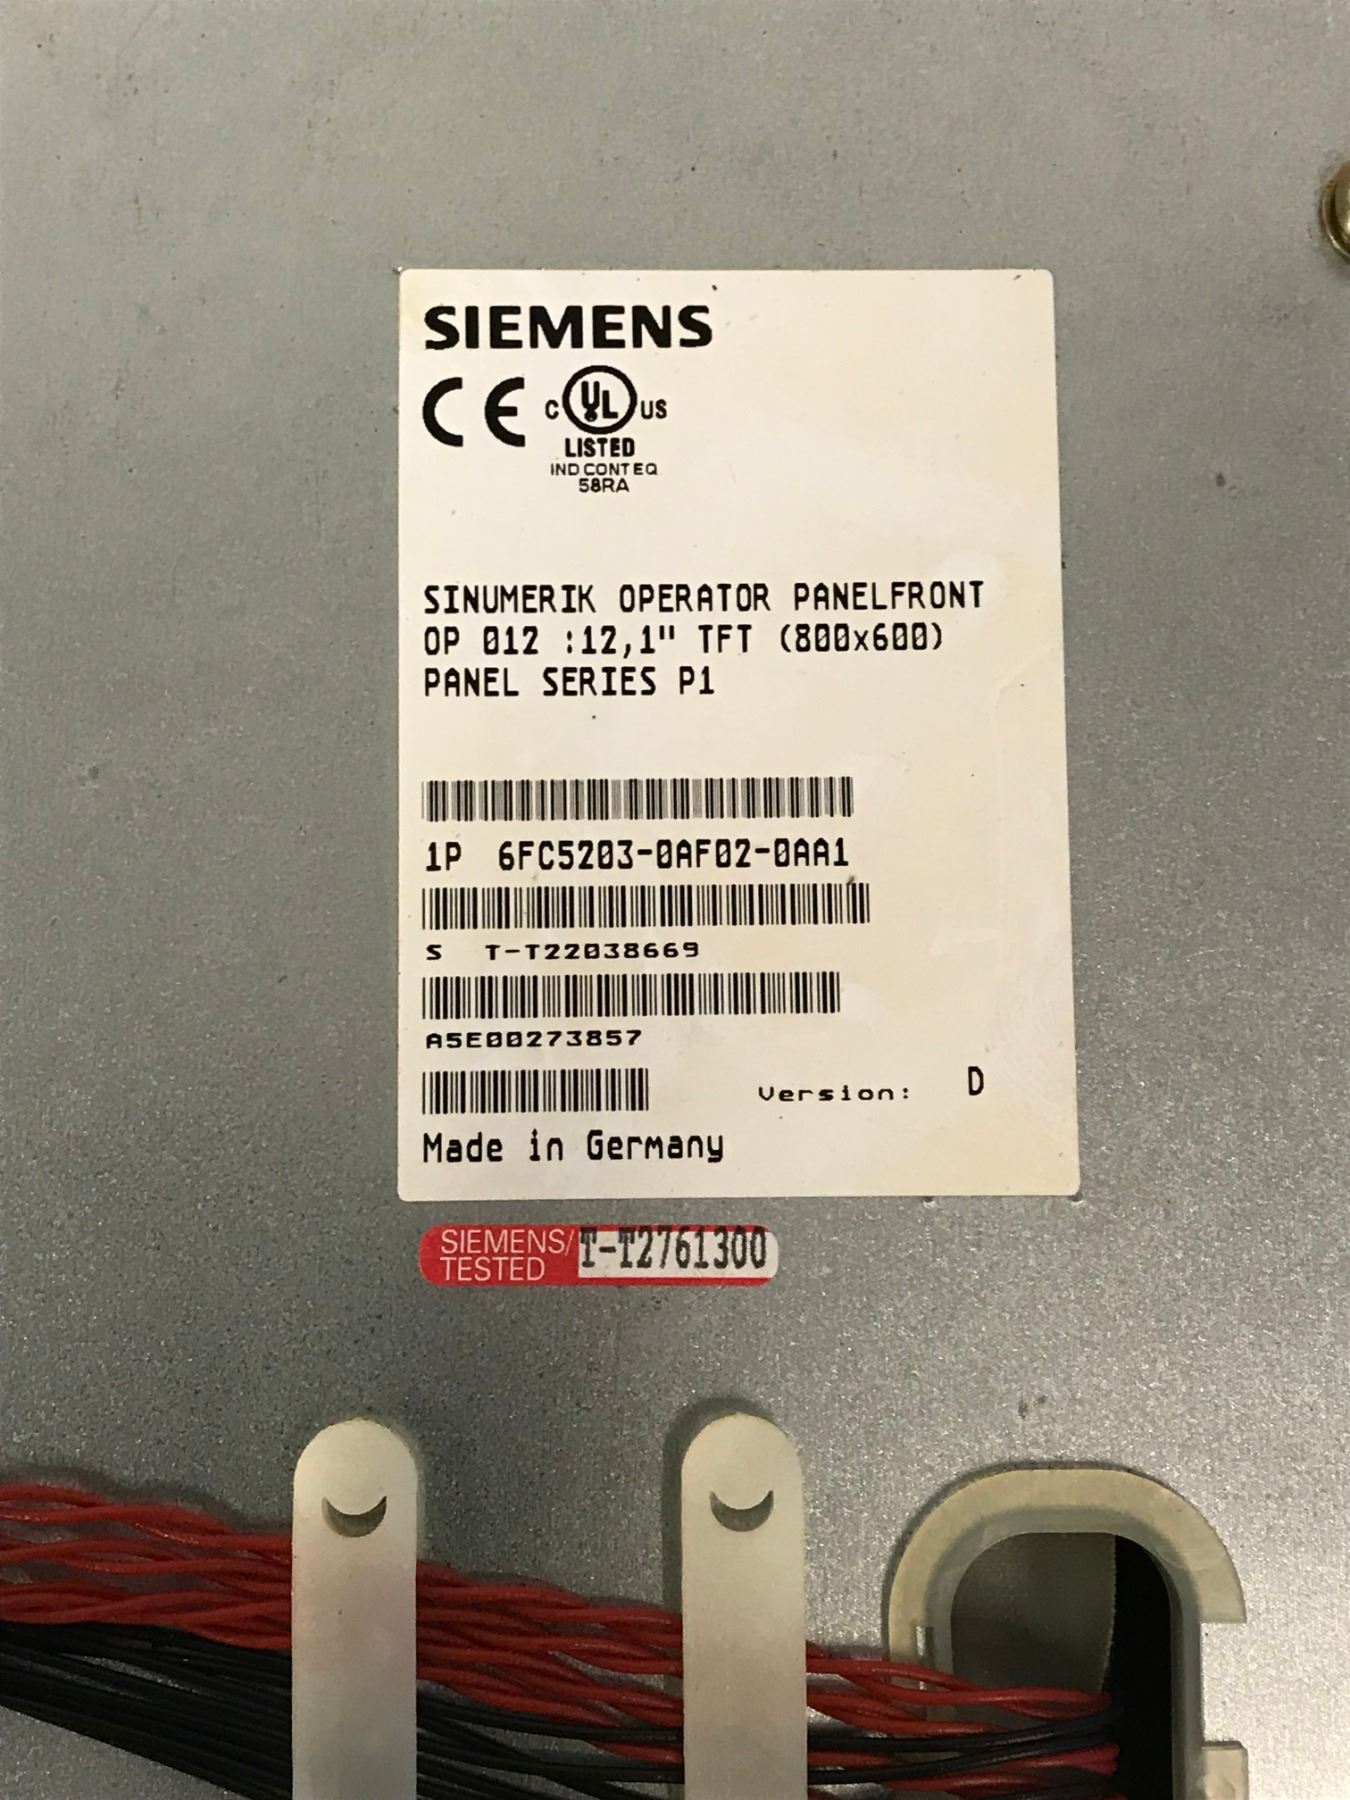 SIEMENS
CE
C UL US
LISTED
IND CONT EQ
58RA
SINUMERIK OPERATOR PANELFRONT
OP 012 :12,1" TFT (800x600)
PANEL SERIES P1
1P 6FC5203-0AF02-0AA1
S T-T22038669
A5E00273857
Version: D
Made in Germany
SIEMENS/ T-T2761300
TESTED